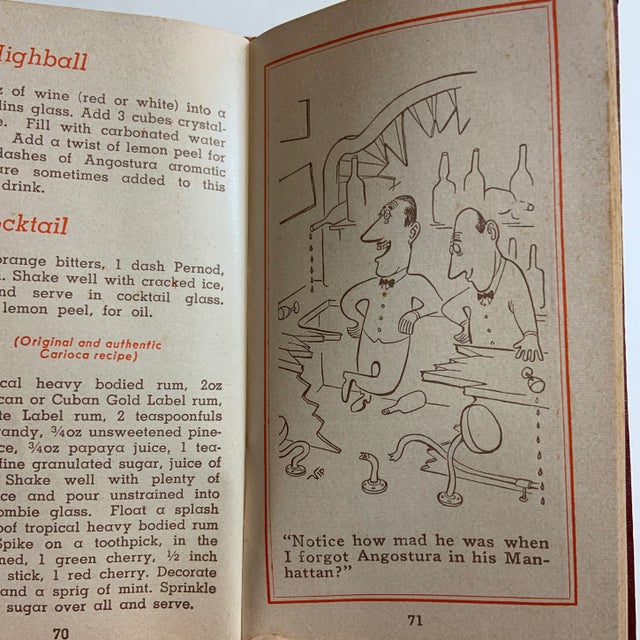 Highball
z of wine (red or white) into a
lins glass. Add 3 cubes crystal-
e. Fill with carbonated water
Add a twist of lemon peel for
dashes of Angostura aromatic
are sometimes added to this
drink.
ocktail
orange bitters, 1 dash Pernod,
l. Shake well with cracked ice,
nd serve in cocktail glass.
lemon peel, for oil.
(Original and authentic
Carioca recipe)
ical heavy bodied rum, 2oz
ican or Cuban Gold Label rum,
te Label rum, 2 teaspoonfuls
randy, ¾oz unsweetened pine-
ce, ¾oz papaya juice, 1 tea-
fine granulated sugar, juice of
Shake well with plenty of
ice and pour unstrained into
ombie glass. Float a splash
oof tropical heavy bodied rum
Spike on a toothpick, in the
ned, 1 green cherry, ½ inch
stick, 1 red cherry. Decorate
and a sprig of mint. Sprinkle
sugar over all and serve.
70
71
"Notice how mad he was when
I forgot Angostura in his Man-
hattan?"